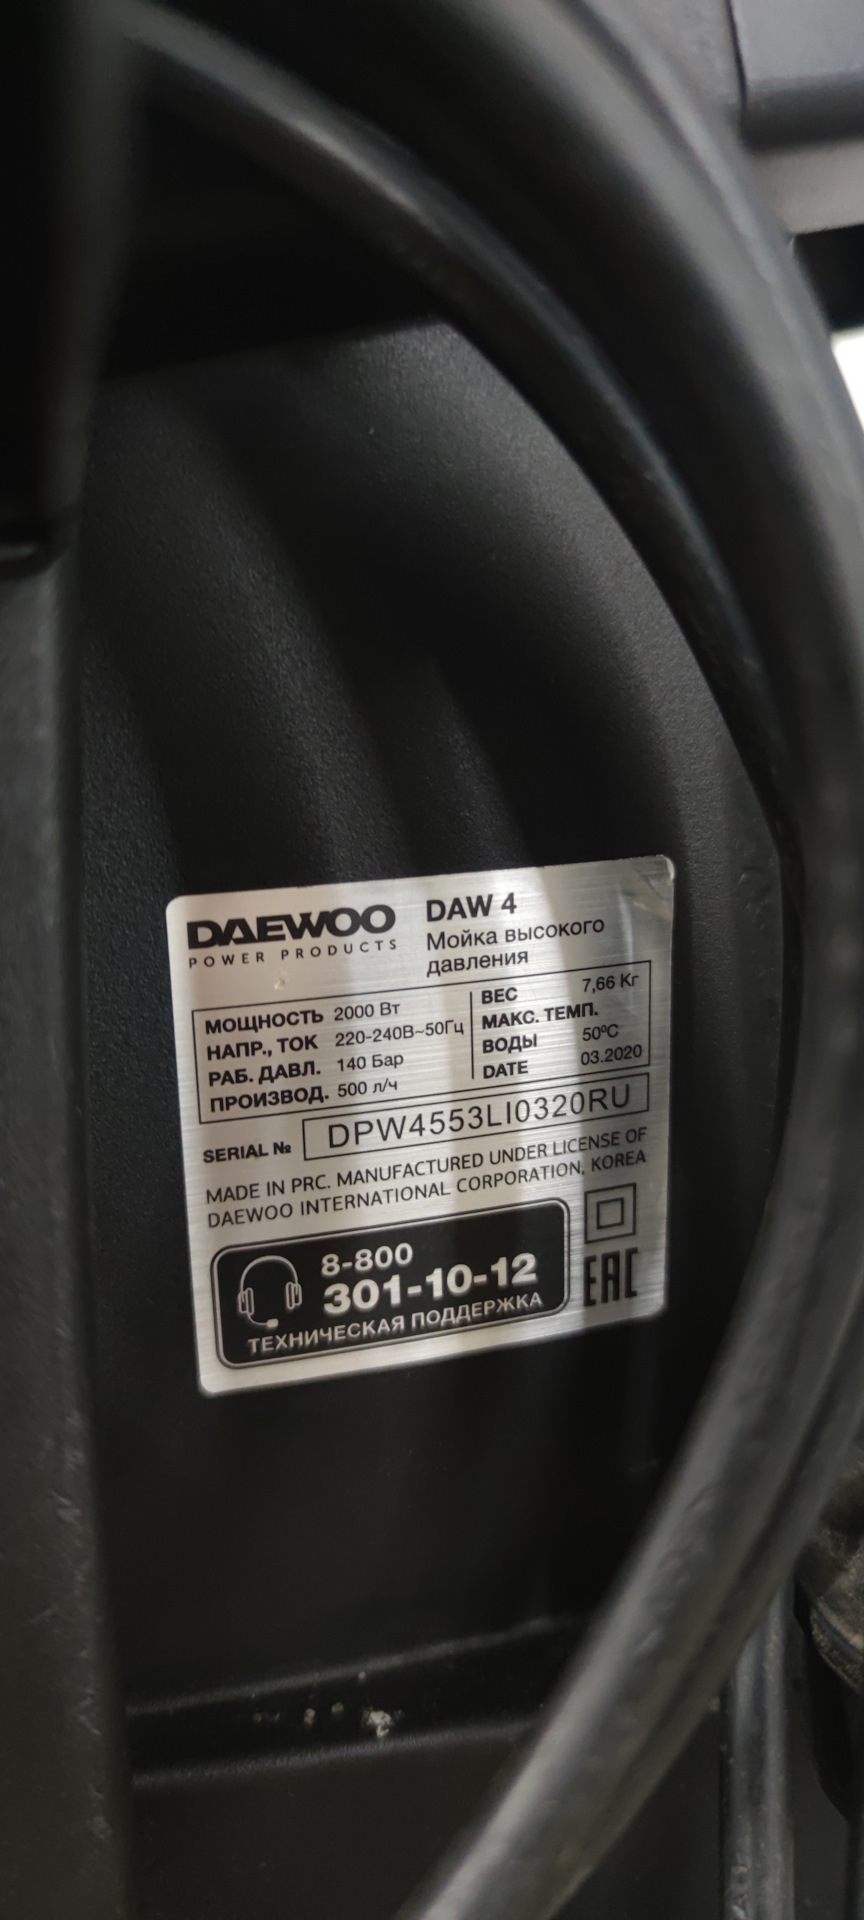 DAEWOO
POWER PRODUCTS
DAW 4
Мойка высокого
давления
МОЩНОСТЬ 2000 Вт
НАПР., ТОК 220-240В~50Гц
РАБ. ДАВЛ. 140 Бар
ПРОИЗВОД. 500 л/ч
ВЕС 7,66 Кг
МАКС. ТЕМП.
ВОДЫ 50ºС
DATE 03.2020
SERIAL № DPW4553LI0320RU
MADE IN PRC. MANUFACTURED UNDER LICENSE OF
DAEWOO INTERNATIONAL CORPORATION, KOREA
8-800
301-10-12
ТЕХНИЧЕСКАЯ ПОДДЕРЖКА
EAC